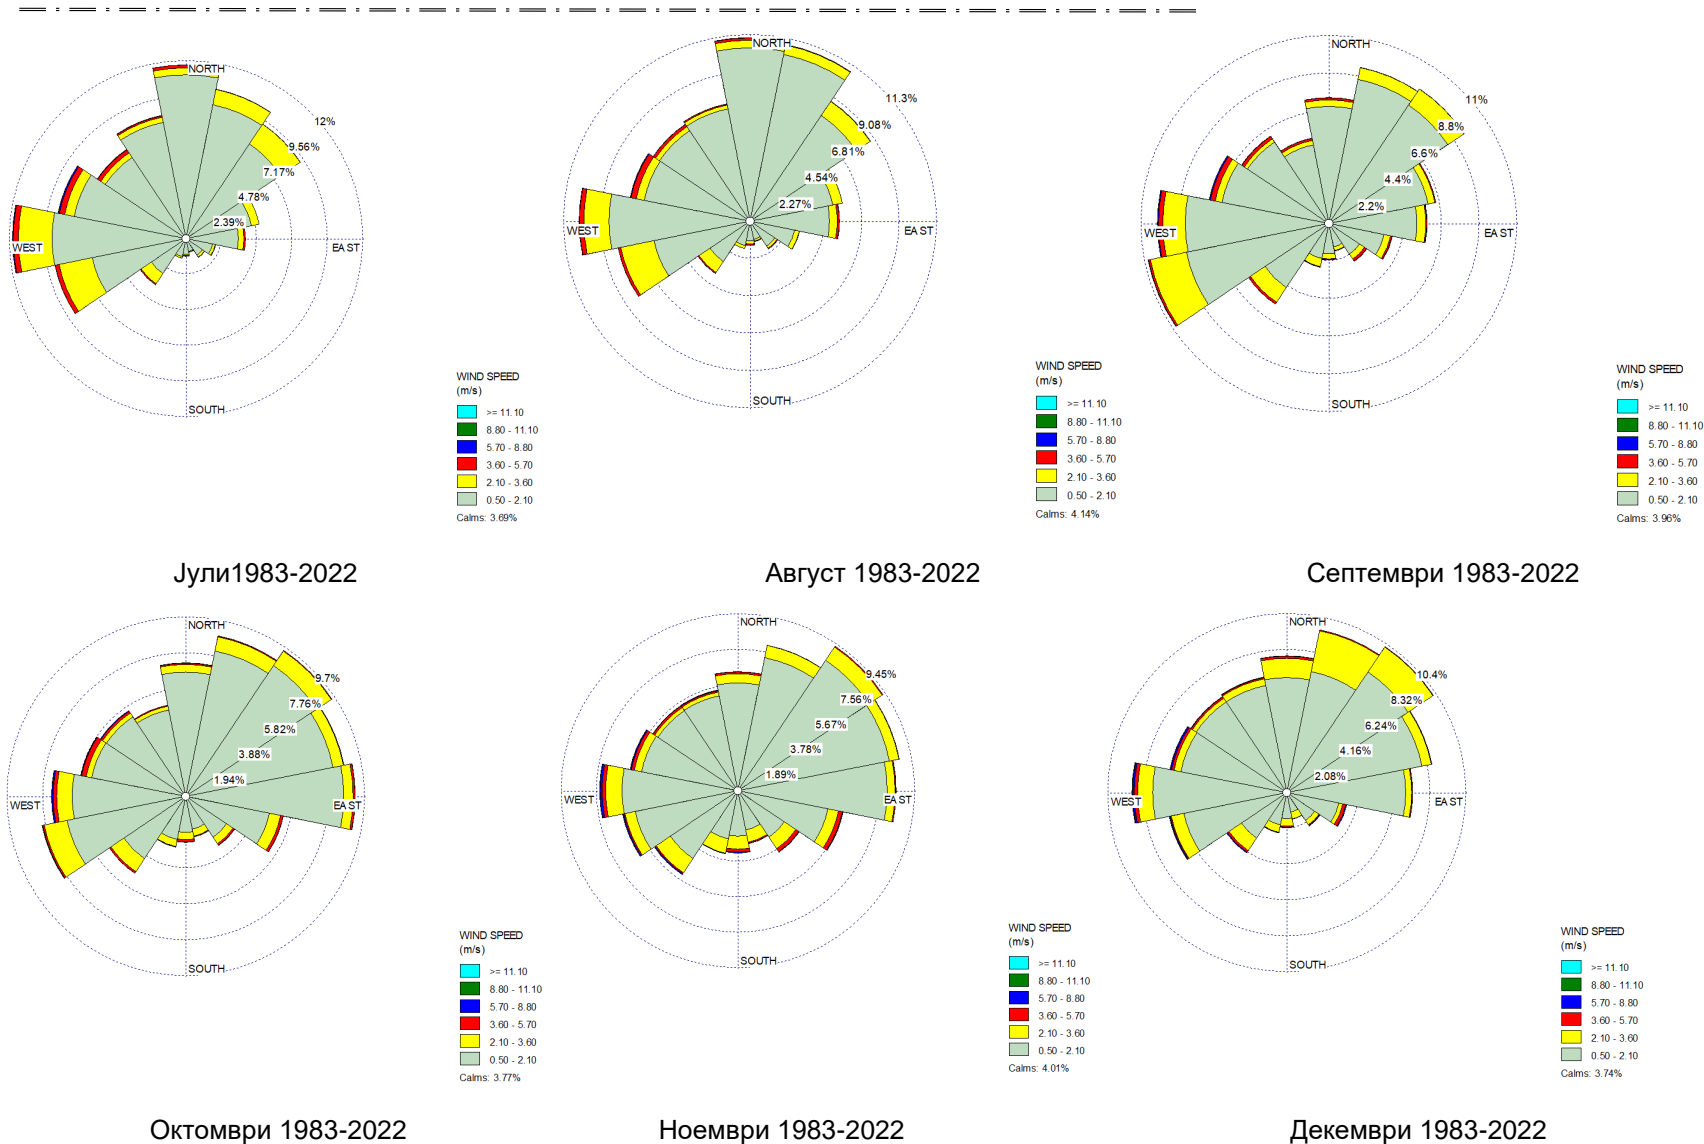 NORTH
12%
9.56%
7.17%
4.78%
2.39%
WEST
EAST
SOUTH
WIND SPEED
(m/s)
>= 11.10
8.80 - 11.10
5.70 - 8.80
3.60 - 5.70
2.10 - 3.60
0.50 - 2.10
Calms: 3.69%
Јули1983-2022
NORTH
11.3%
9.08%
6.81%
4.54%
2.27%
WEST
EAST
SOUTH
WIND SPEED
(m/s)
>= 11.10
8.80 - 11.10
5.70 - 8.80
3.60 - 5.70
2.10 - 3.60
0.50 - 2.10
Calms: 4.14%
Август 1983-2022
NORTH
11%
8.8%
6.6%
4.4%
2.2%
WEST
EAST
SOUTH
WIND SPEED
(m/s)
>= 11.10
8.80 - 11.10
5.70 - 8.80
3.60 - 5.70
2.10 - 3.60
0.50 - 2.10
Calms: 3.96%
Септември 1983-2022
NORTH
9.7%
7.76%
5.82%
3.88%
1.94%
WEST
EAST
SOUTH
WIND SPEED
(m/s)
>= 11.10
8.80 - 11.10
5.70 - 8.80
3.60 - 5.70
2.10 - 3.60
0.50 - 2.10
Calms: 3.77%
Октомври 1983-2022
NORTH
9.45%
7.56%
5.67%
3.78%
1.89%
WEST
EAST
SOUTH
WIND SPEED
(m/s)
>= 11.10
8.80 - 11.10
5.70 - 8.80
3.60 - 5.70
2.10 - 3.60
0.50 - 2.10
Calms: 4.01%
Ноември 1983-2022
NORTH
10.4%
8.32%
6.24%
4.16%
2.08%
WEST
EAST
SOUTH
WIND SPEED
(m/s)
>= 11.10
8.80 - 11.10
5.70 - 8.80
3.60 - 5.70
2.10 - 3.60
0.50 - 2.10
Calms: 3.74%
Декември 1983-2022